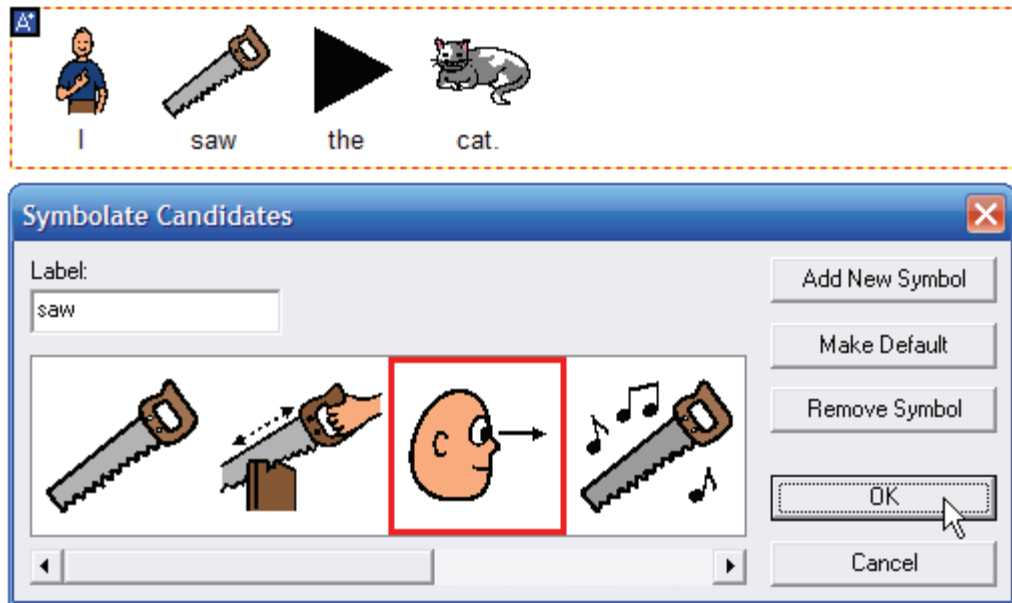 A+
I saw the cat.
Symbolate Candidates
Label:
saw
Add New Symbol
Make Default
Remove Symbol
OK
Cancel